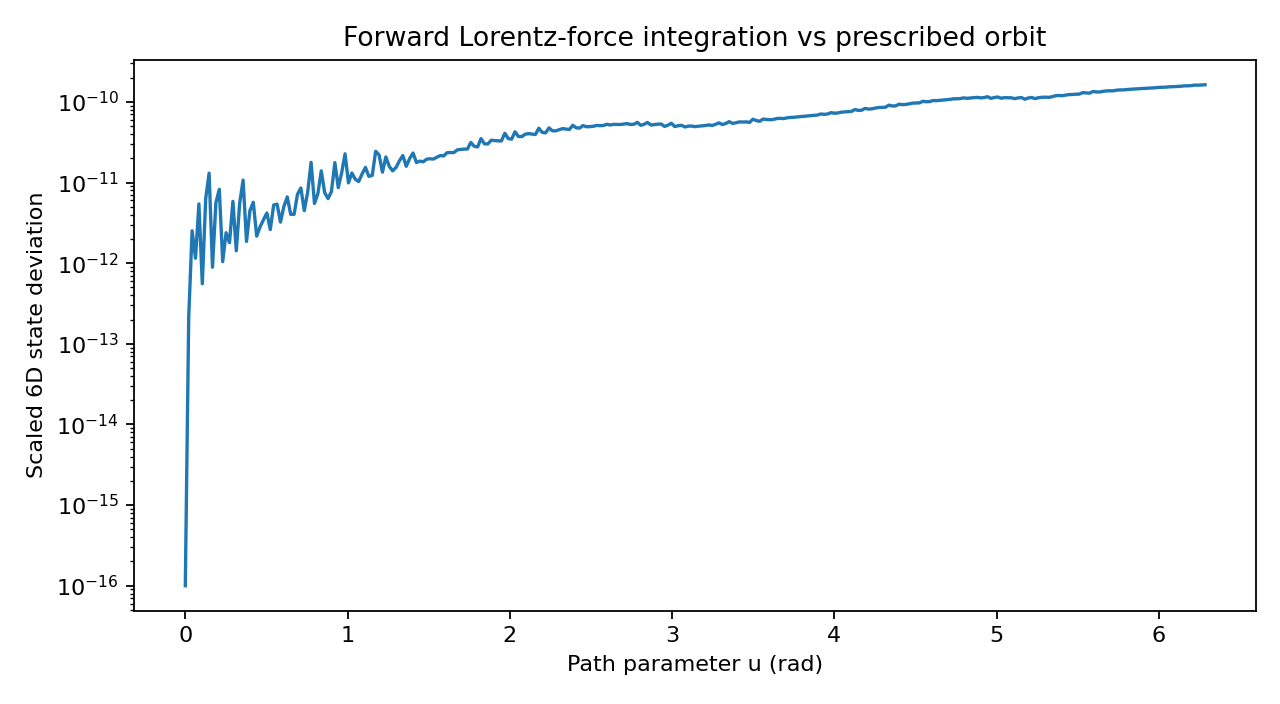 Forward Lorentz-force integration vs prescribed orbit
Scaled 6D state deviation
10⁻¹⁰
10⁻¹¹
10⁻¹²
10⁻¹³
10⁻¹⁴
10⁻¹⁵
10⁻¹⁶
0 1 2 3 4 5 6
Path parameter u (rad)